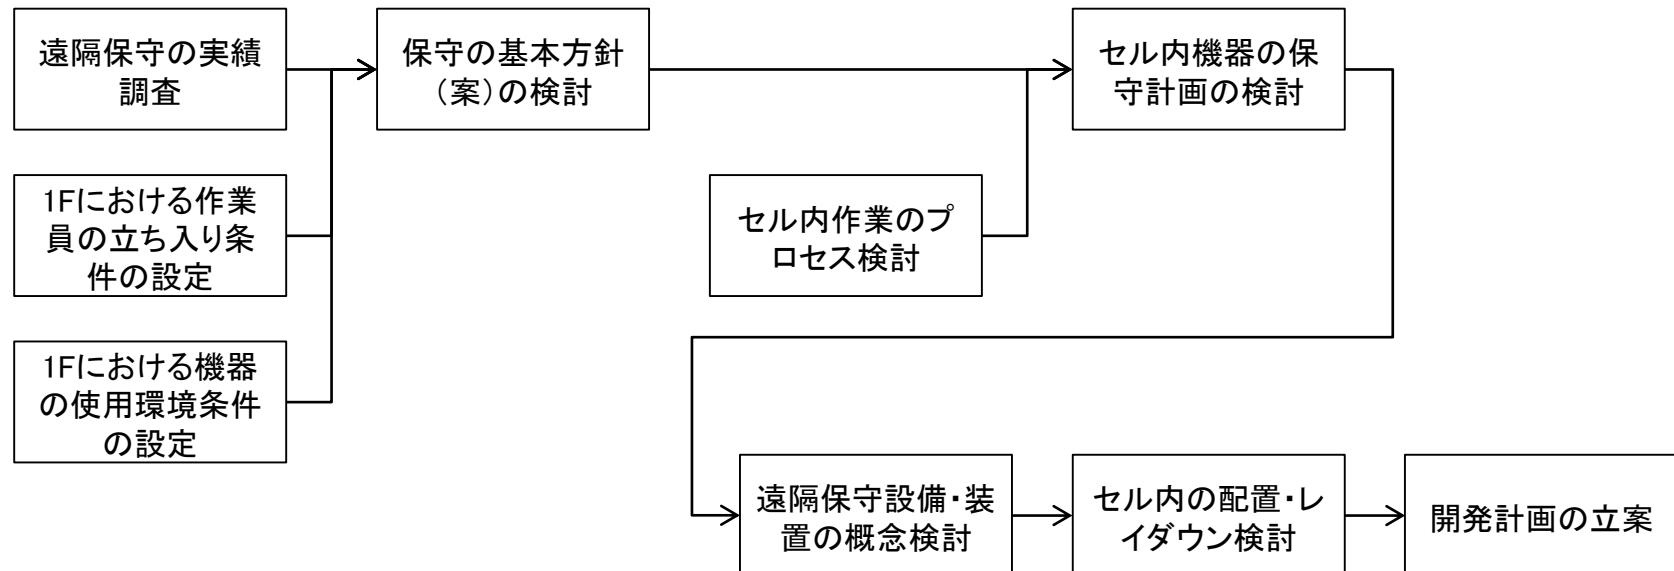 遠隔保守の実績
調査
保守の基本方針
（案）の検討
セル内機器の保
守計画の検討
1Fにおける作業
員の立ち入り条
件の設定
セル内作業のプ
ロセス検討
1Fにおける機器
の使用環境条件
の設定
遠隔保守設備・装
置の概念検討
セル内の配置・レ
イダウン検討
開発計画の立案